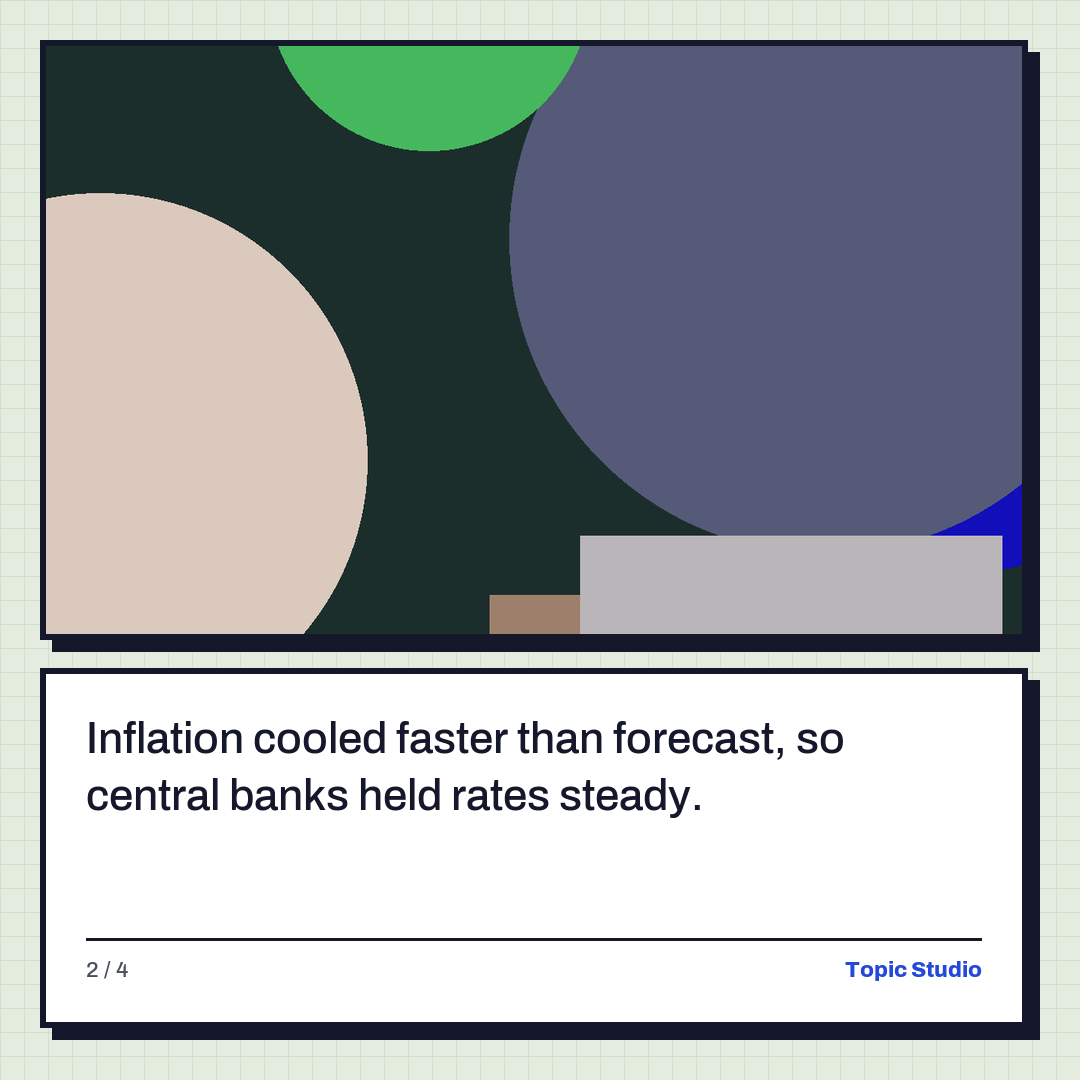 Inflation cooled faster than forecast, so
central banks held rates steady.
2 / 4
Topic Studio